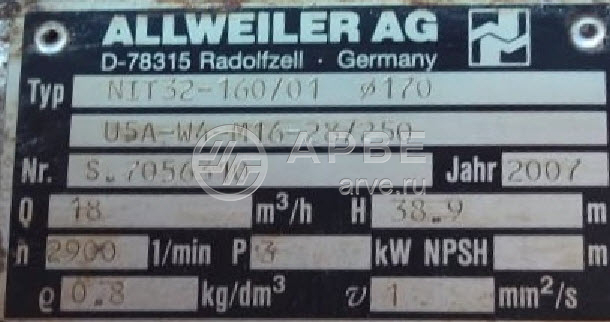 ALLWEILER AG
D-78315 Radolfzell · Germany
Typ NIT32-160/01 ø170
U5A-W4 M16-28/250
АРВЕ
Nr. Jahr 2007
arve.ru
Q 18 m³/h H 38.9 m
n 2900 1/min P 3 kW NPSH m
ϱ 0.8 kg/dm³ ν 1 mm²/s